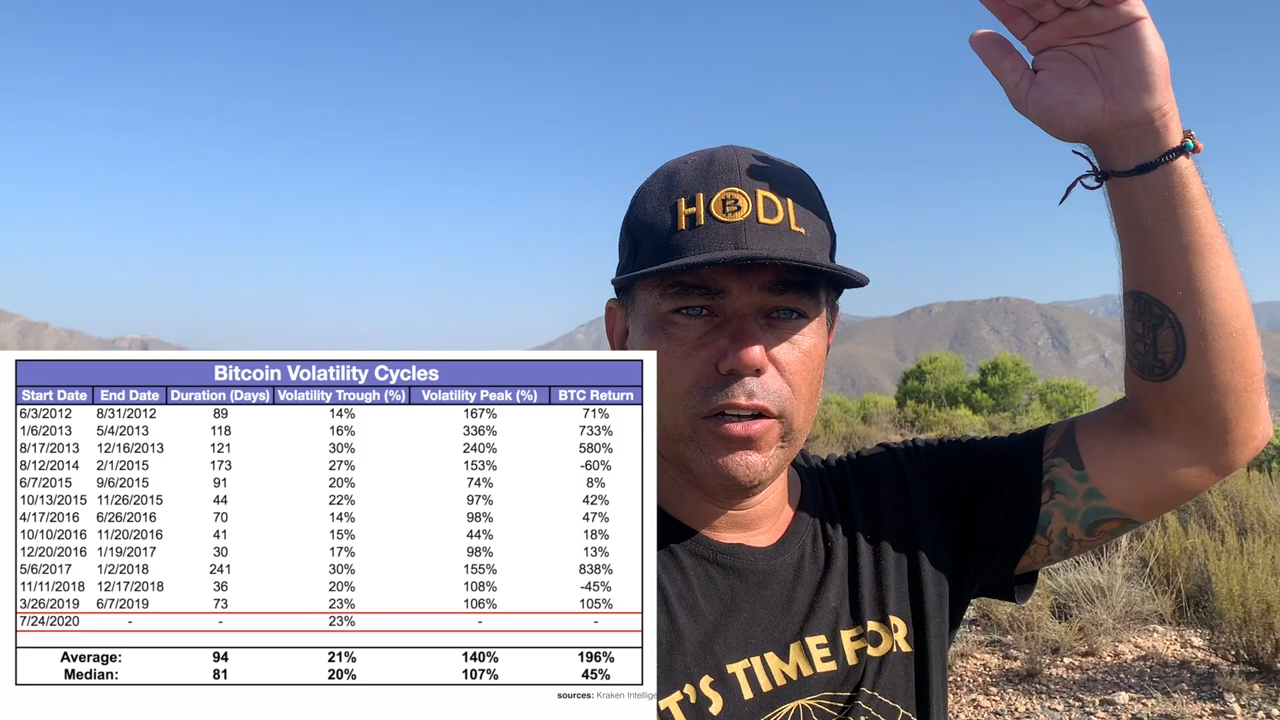 HODL
Bitcoin Volatility Cycles
Start Date End Date Duration (Days) Volatility Trough (%) Volatility Peak (%) BTC Return
6/3/2012 8/31/2012 89 14% 167% 71%
1/6/2013 5/4/2013 118 16% 336% 733%
8/17/2013 12/16/2013 121 30% 240% 580%
8/12/2014 2/1/2015 173 27% 153% -60%
6/7/2015 9/6/2015 91 20% 74% 8%
10/13/2015 11/26/2015 44 22% 97% 42%
4/17/2016 6/26/2016 70 14% 98% 47%
10/10/2016 11/20/2016 41 15% 44% 18%
12/20/2016 1/19/2017 30 17% 98% 13%
5/6/2017 1/2/2018 241 30% 155% 838%
11/11/2018 12/17/2018 36 20% 108% -45%
3/26/2019 6/7/2019 73 23% 106% 105%
7/24/2020 - - 23% - -
Average: 94 21% 140% 196%
Median: 81 20% 107% 45%
sources: Kraken Intellige
T'S TIME FOR